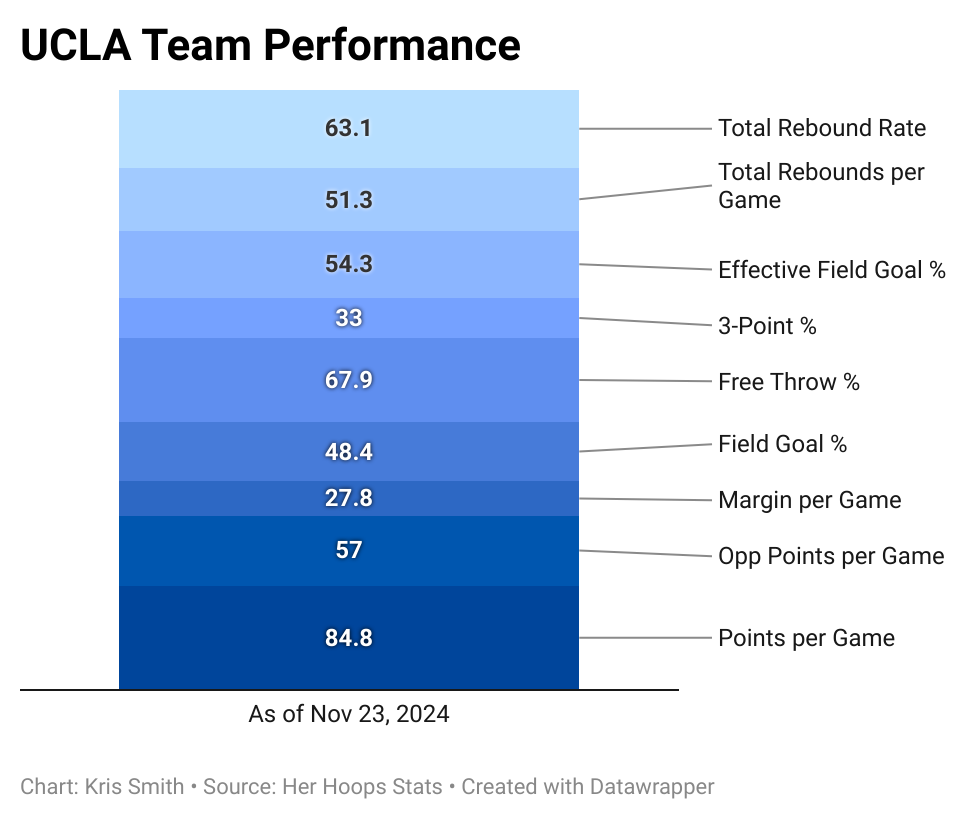 UCLA Team Performance
63.1
Total Rebound Rate
51.3
Total Rebounds per
Game
54.3
Effective Field Goal %
33
3-Point %
67.9
Free Throw %
48.4
Field Goal %
27.8
Margin per Game
57
Opp Points per Game
84.8
Points per Game
As of Nov 23, 2024
Chart: Kris Smith • Source: Her Hoops Stats • Created with Datawrapper